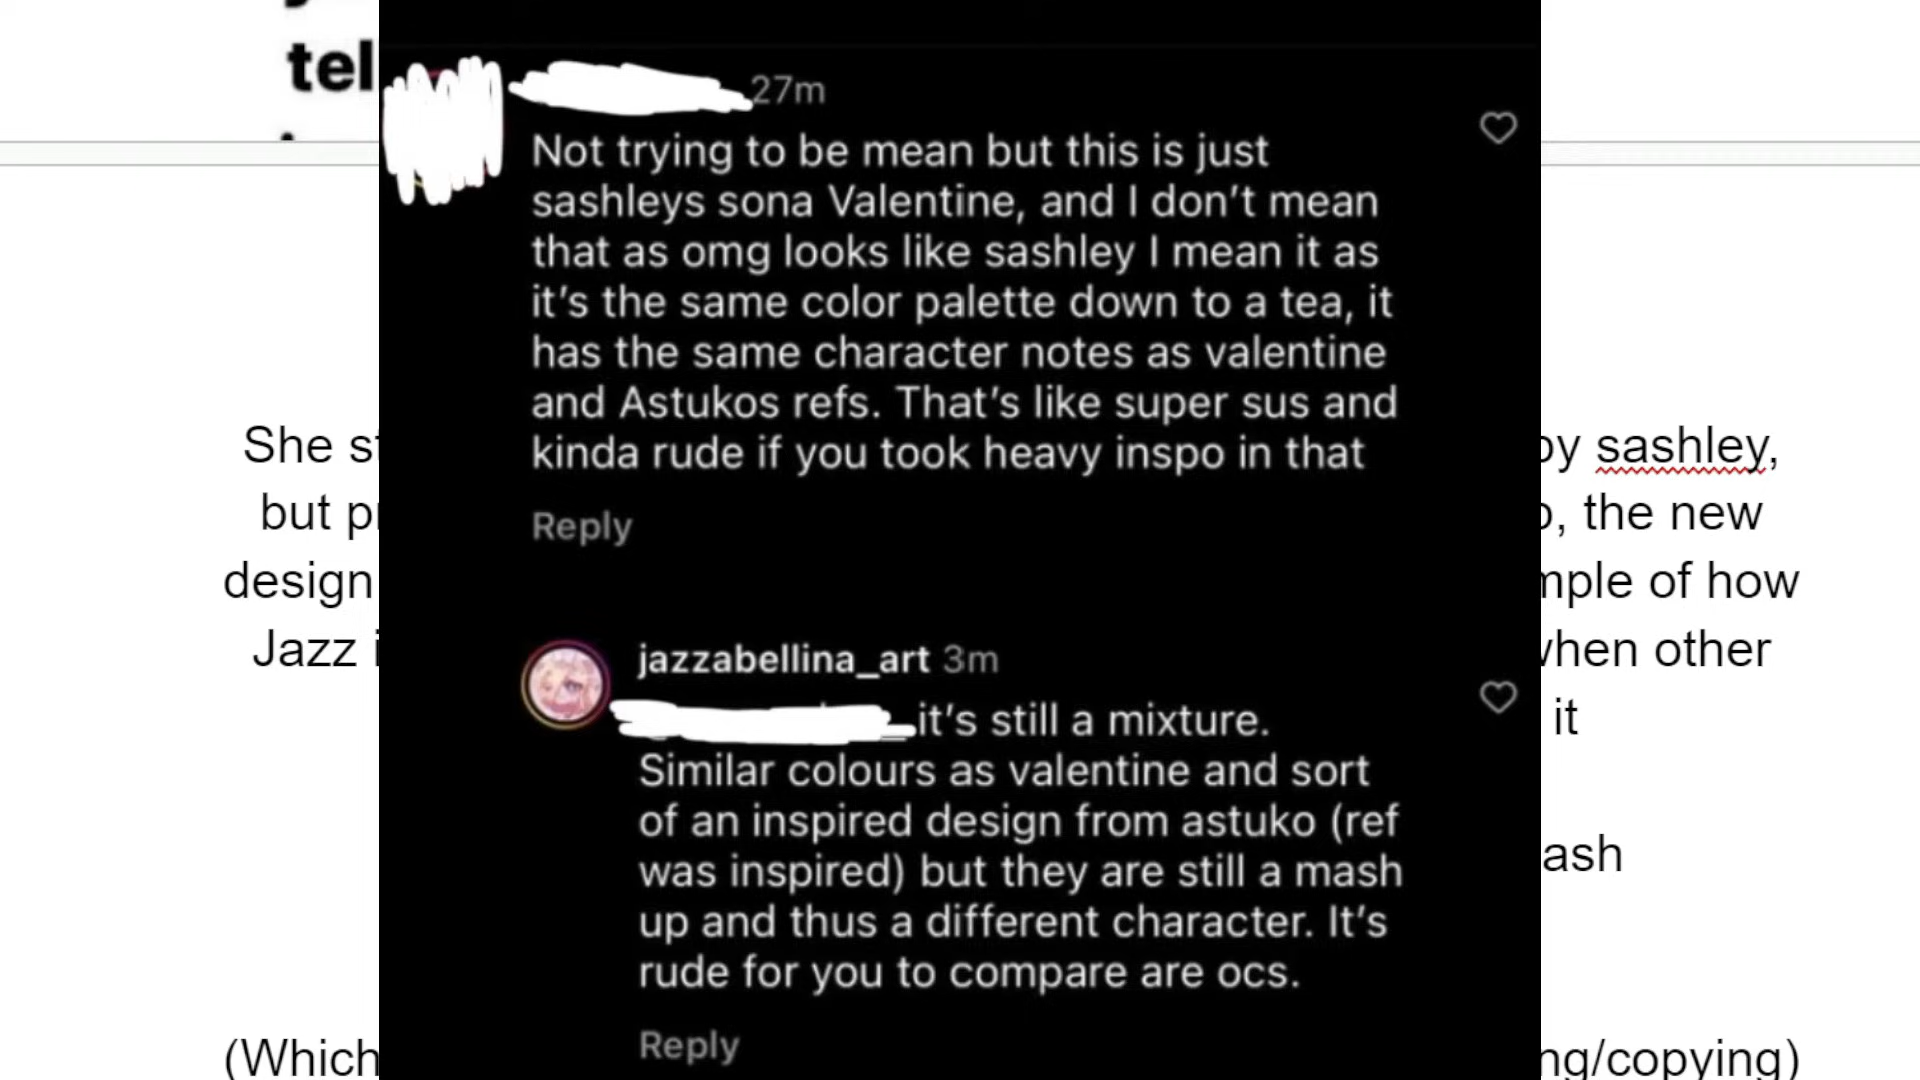 tel
27m
Not trying to be mean but this is just
sashleys sona Valentine, and I don't mean
that as omg looks like sashley I mean it as
it's the same color palette down to a tea, it
has the same character notes as valentine
and Astukos refs. That's like super sus and
kinda rude if you took heavy inspo in that
Reply
jazzabellina_art 3m
it's still a mixture.
Similar colours as valentine and sort
of an inspired design from astuko (ref
was inspired) but they are still a mash
up and thus a different character. It's
rude for you to compare are ocs.
Reply
She
by sashley,
but
the new
design
of how
Jazz
when other
it
(Which